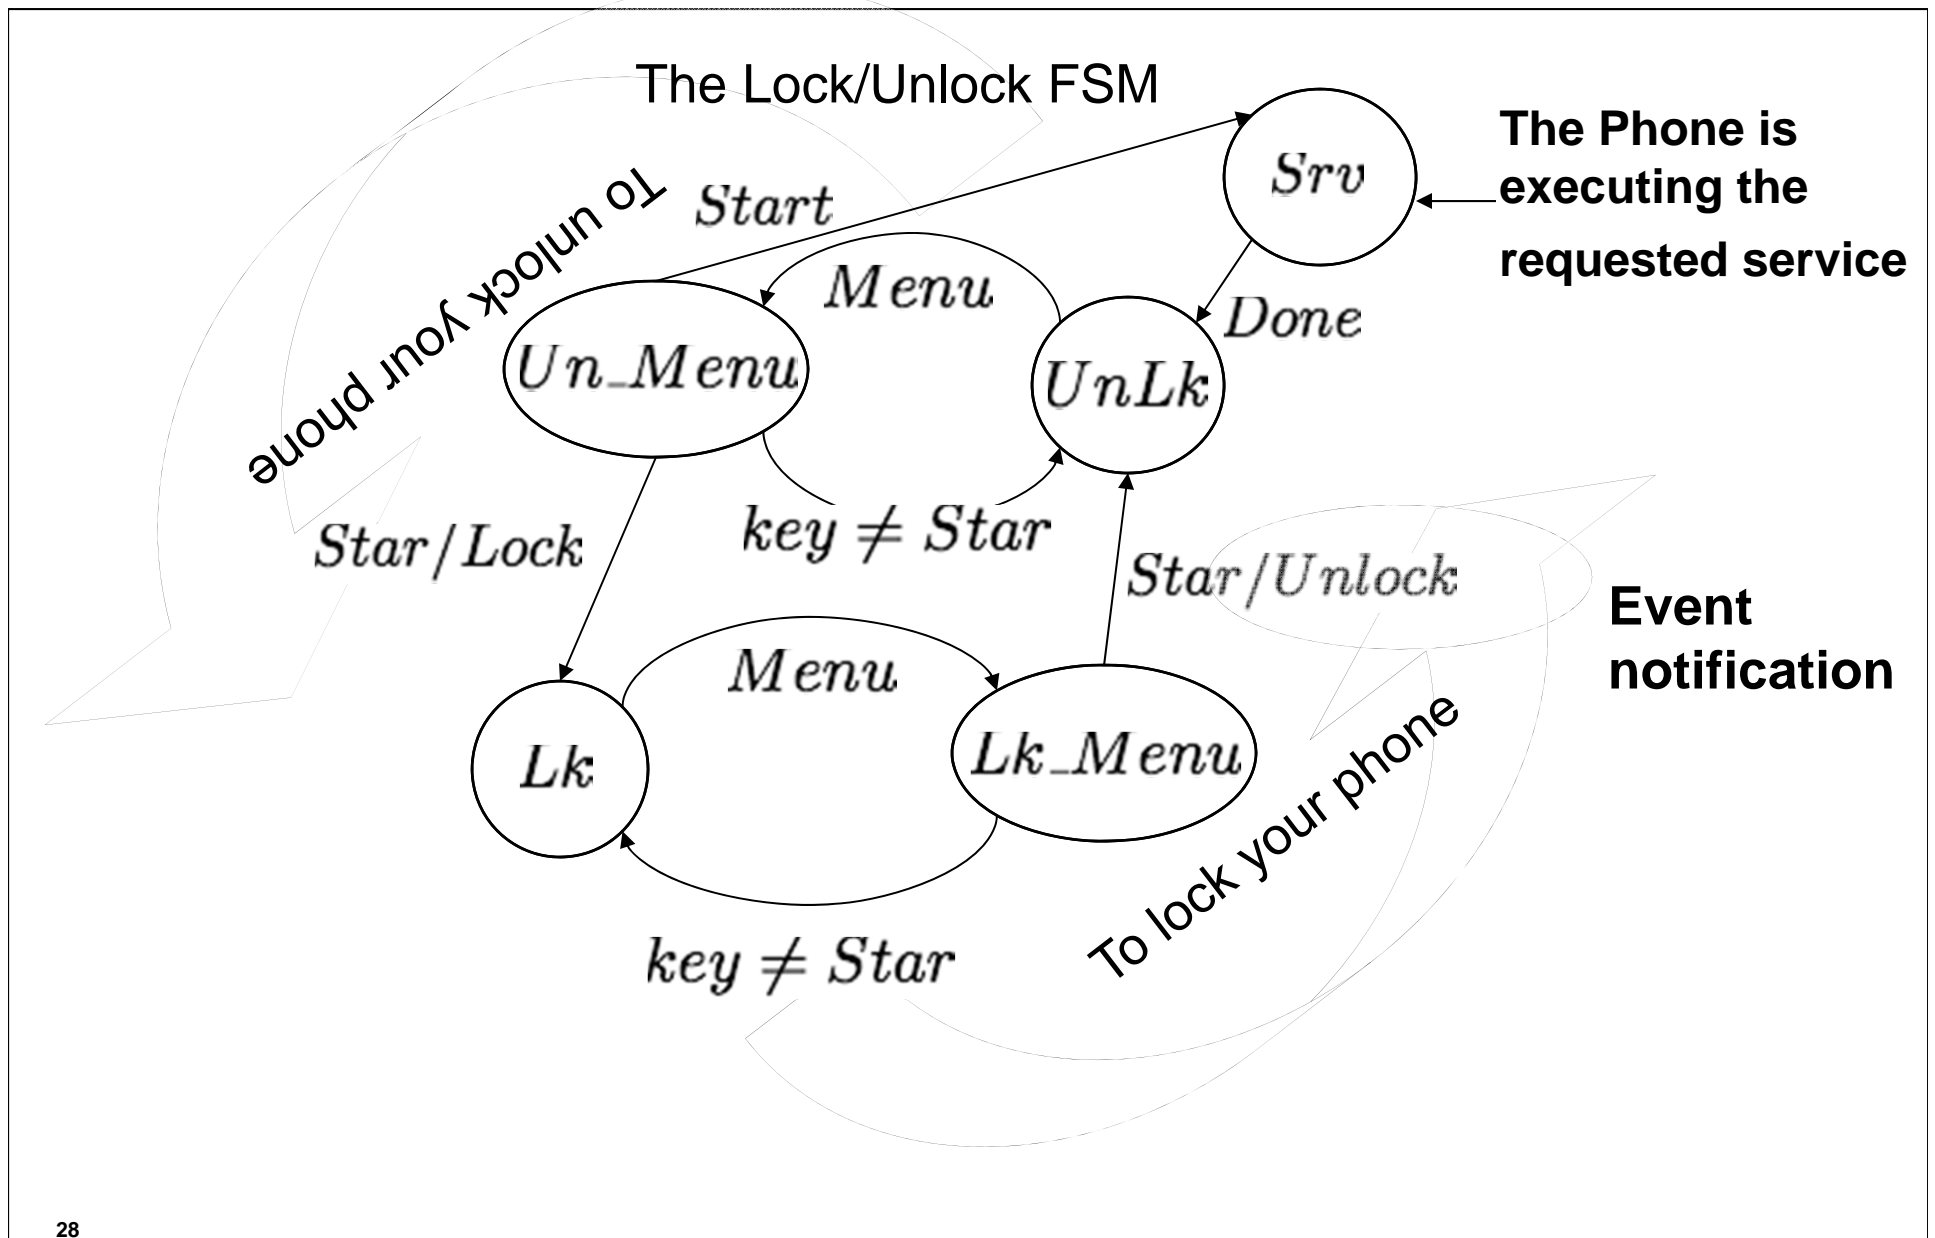 The Lock/Unlock FSM
The Phone is
executing the
requested service
Srv
To unlock your phone
Start
Menu
Done
Un_Menu
UnLk
Star/Lock
key ≠ Star
Star/Unlock
Event
notification
Menu
Lk
Lk_Menu
To lock your phone
key ≠ Star
28